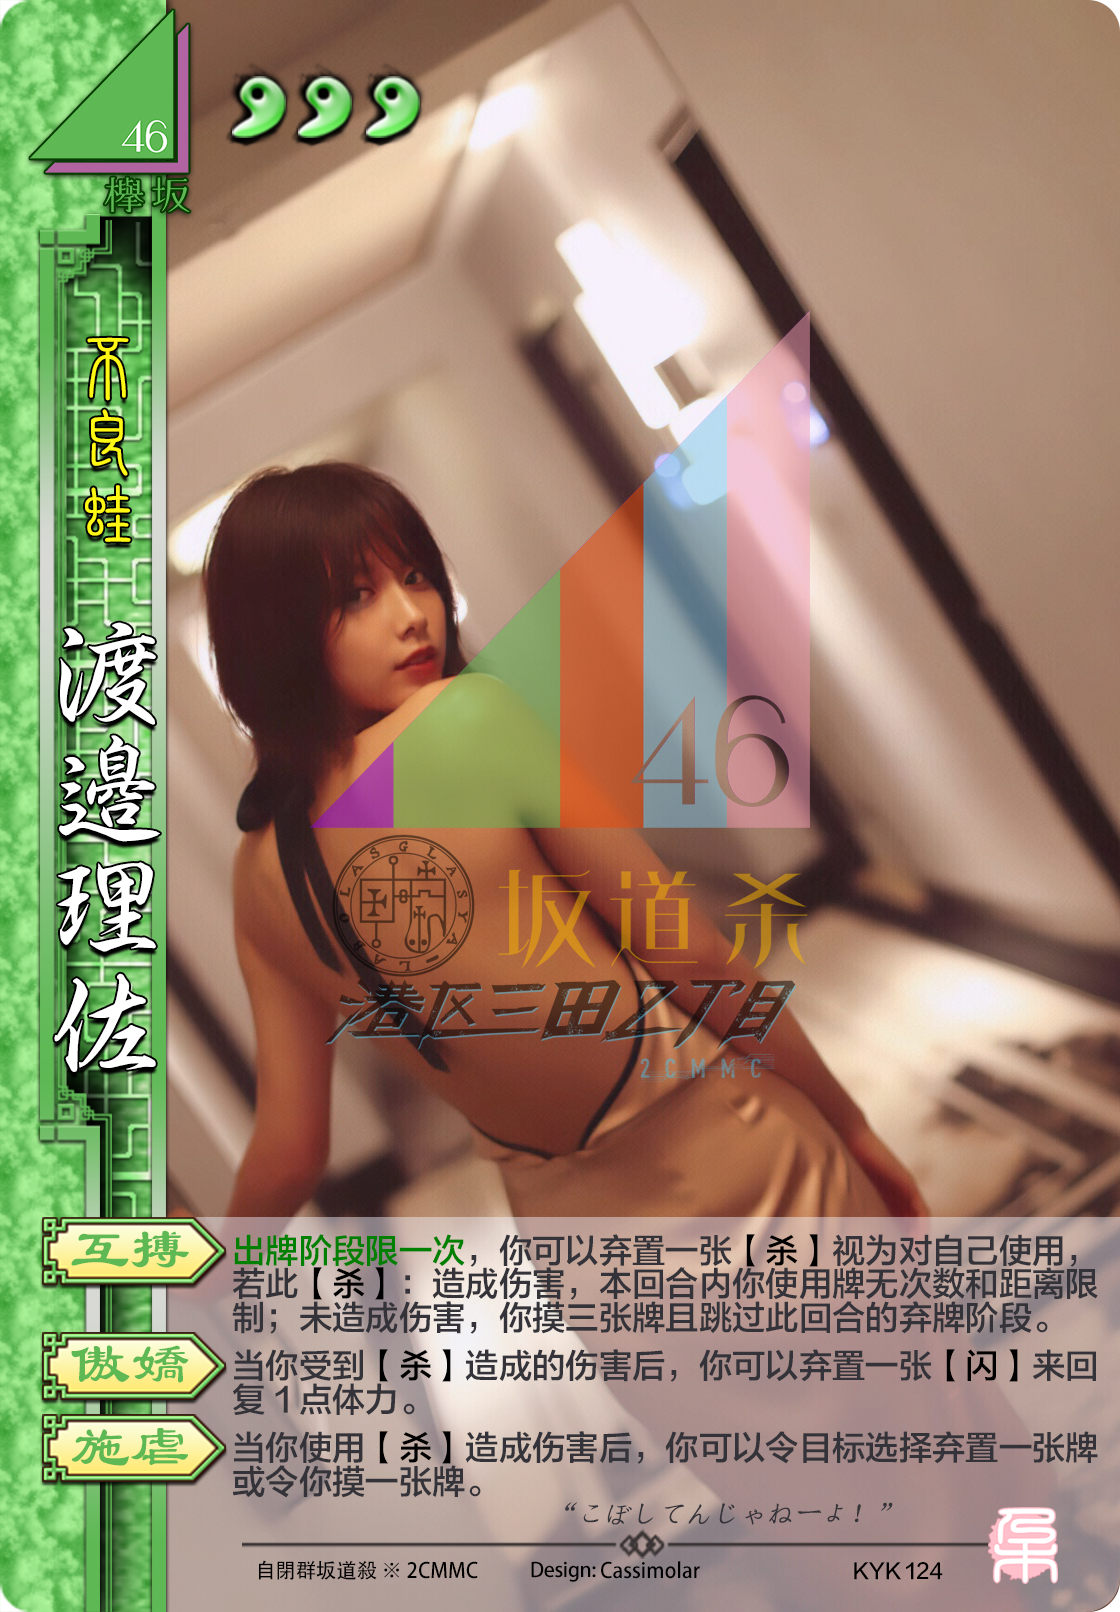 46
欅坂
不良蛙
渡邉理佐
46
坂道杀
港区三田2丁目
2CMMC
互搏
出牌阶段限一次，你可以弃置一张【杀】视为对自己使用，
若此【杀】：造成伤害，本回合内你使用牌无次数和距离限
制；未造成伤害，你摸三张牌且跳过此回合的弃牌阶段。
傲嬌
当你受到【杀】造成的伤害后，你可以弃置一张【闪】来回
复1点体力。
施虐
当你使用【杀】造成伤害后，你可以令目标选择弃置一张牌
或令你摸一张牌。
“こぼしてんじゃねーよ！”
自閉群坂道殺 ※ 2CMMC
Design: Cassimolar
KYK 124